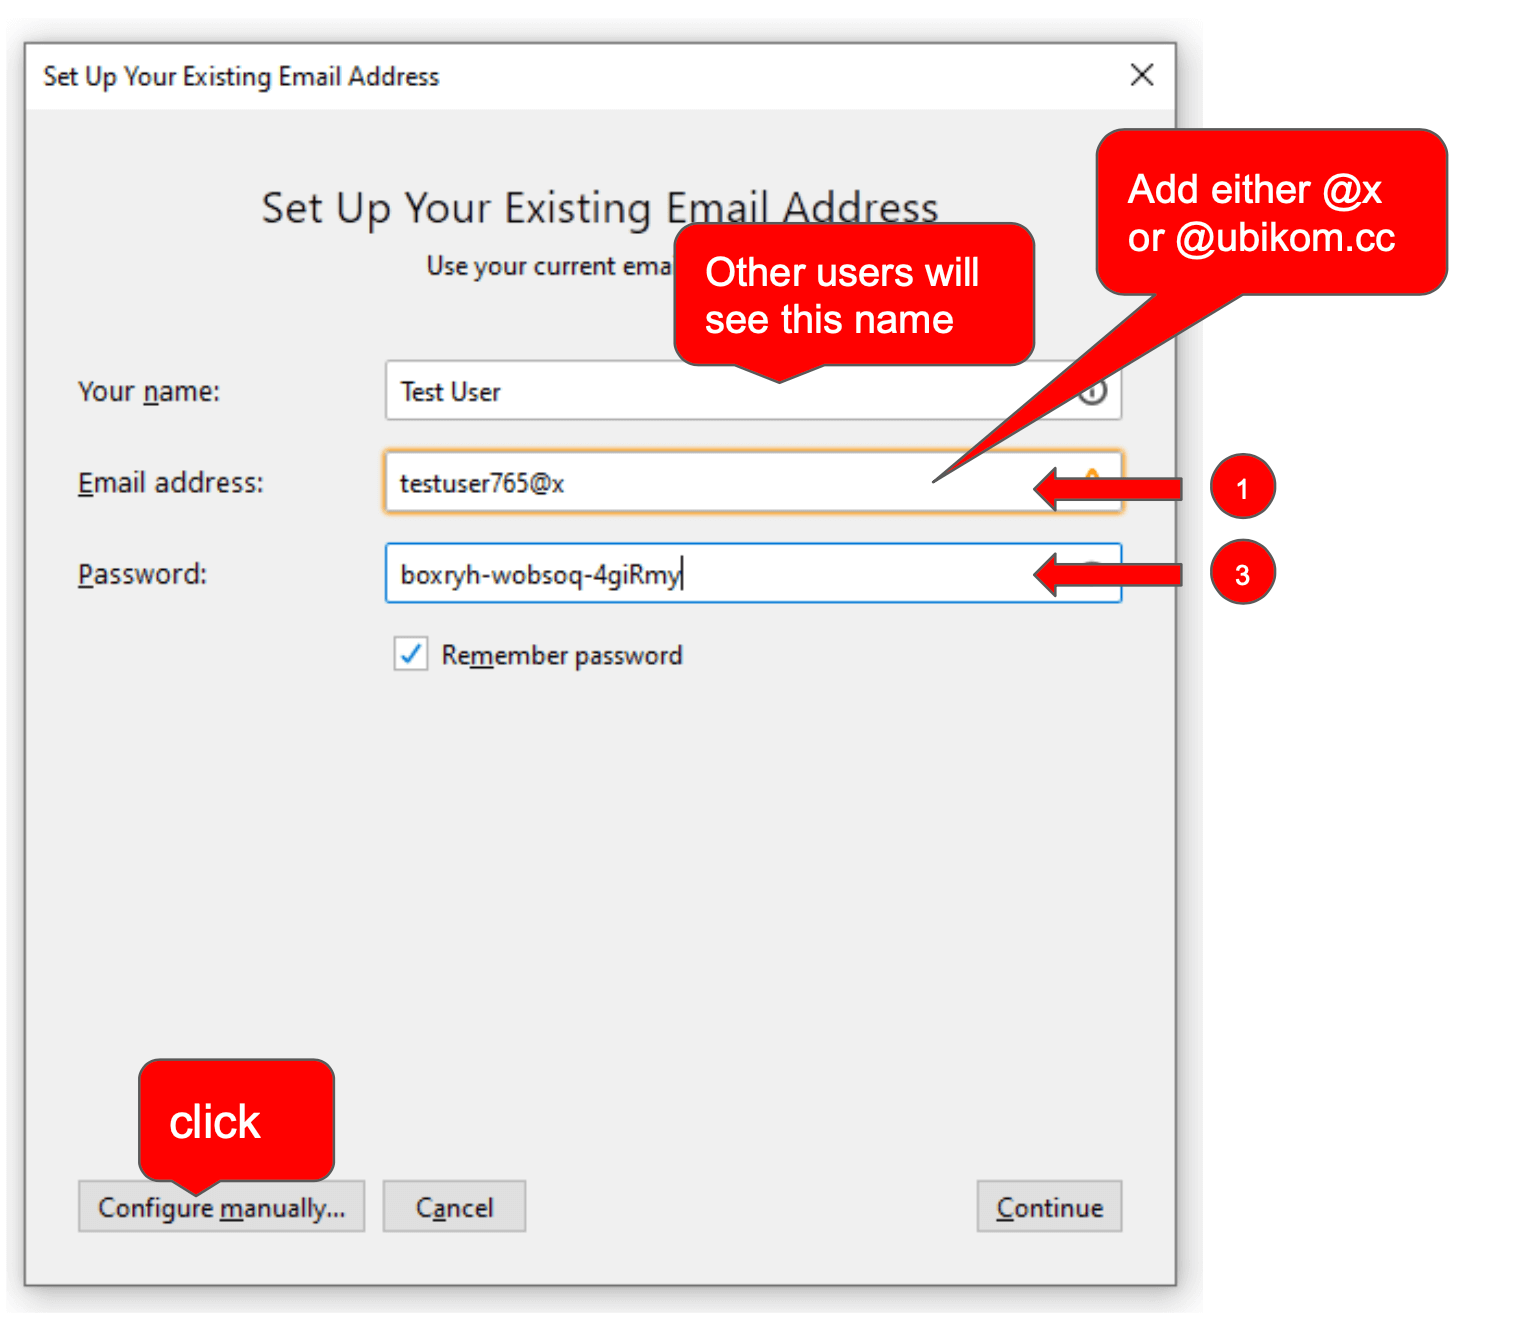 Set Up Your Existing Email Address
Set Up Your Existing Email Address
Use your current emai
Add either @x
or @ubikom.cc
Other users will
see this name
Your name:
Test User
Email address:
testuser765@x
1
Password:
boxryh-wobsoq-4giRmy
3
Remember password
click
Configure manually...
Cancel
Continue